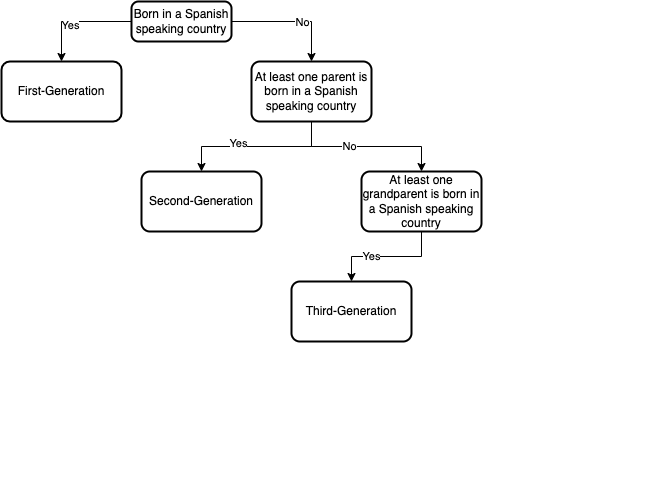 Born in a Spanish
speaking country
Yes
No
First-Generation
At least one parent is
born in a Spanish
speaking country
Yes
No
Second-Generation
At least one
grandparent is born in
a Spanish speaking
country
Yes
Third-Generation